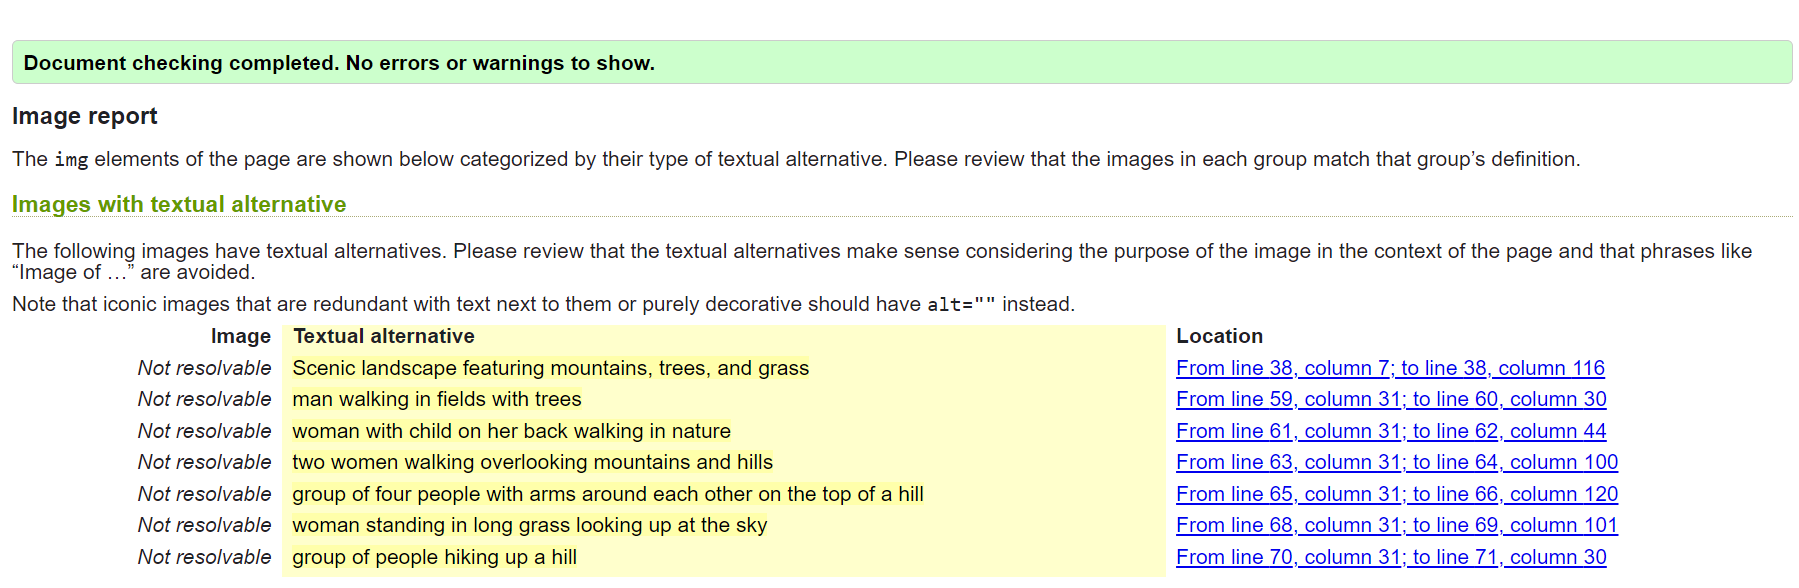 Document checking completed. No errors or warnings to show.
Image report
The img elements of the page are shown below categorized by their type of textual alternative. Please review that the images in each group match that group’s definition.
Images with textual alternative
The following images have textual alternatives. Please review that the textual alternatives make sense considering the purpose of the image in the context of the page and that phrases like
“Image of …” are avoided.
Note that iconic images that are redundant with text next to them or purely decorative should have alt="" instead.
Image Textual alternative Location
Not resolvable Scenic landscape featuring mountains, trees, and grass From line 38, column 7; to line 38, column 116
Not resolvable man walking in fields with trees From line 59, column 31; to line 60, column 30
Not resolvable woman with child on her back walking in nature From line 61, column 31; to line 62, column 44
Not resolvable two women walking overlooking mountains and hills From line 63, column 31; to line 64, column 100
Not resolvable group of four people with arms around each other on the top of a hill From line 65, column 31; to line 66, column 120
Not resolvable woman standing in long grass looking up at the sky From line 68, column 31; to line 69, column 101
Not resolvable group of people hiking up a hill From line 70, column 31; to line 71, column 30